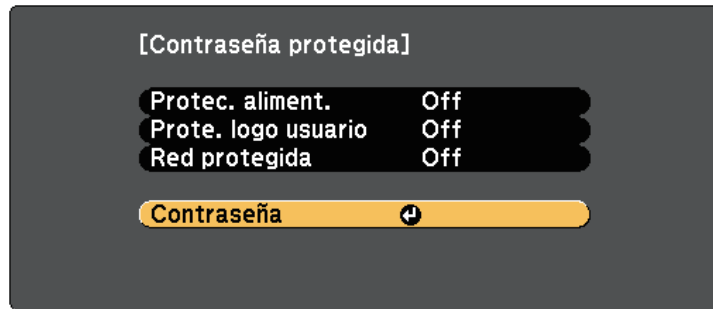 [Contraseña protegida]
Protec. aliment. Off
Prote. logo usuario Off
Red protegida Off
Contraseña